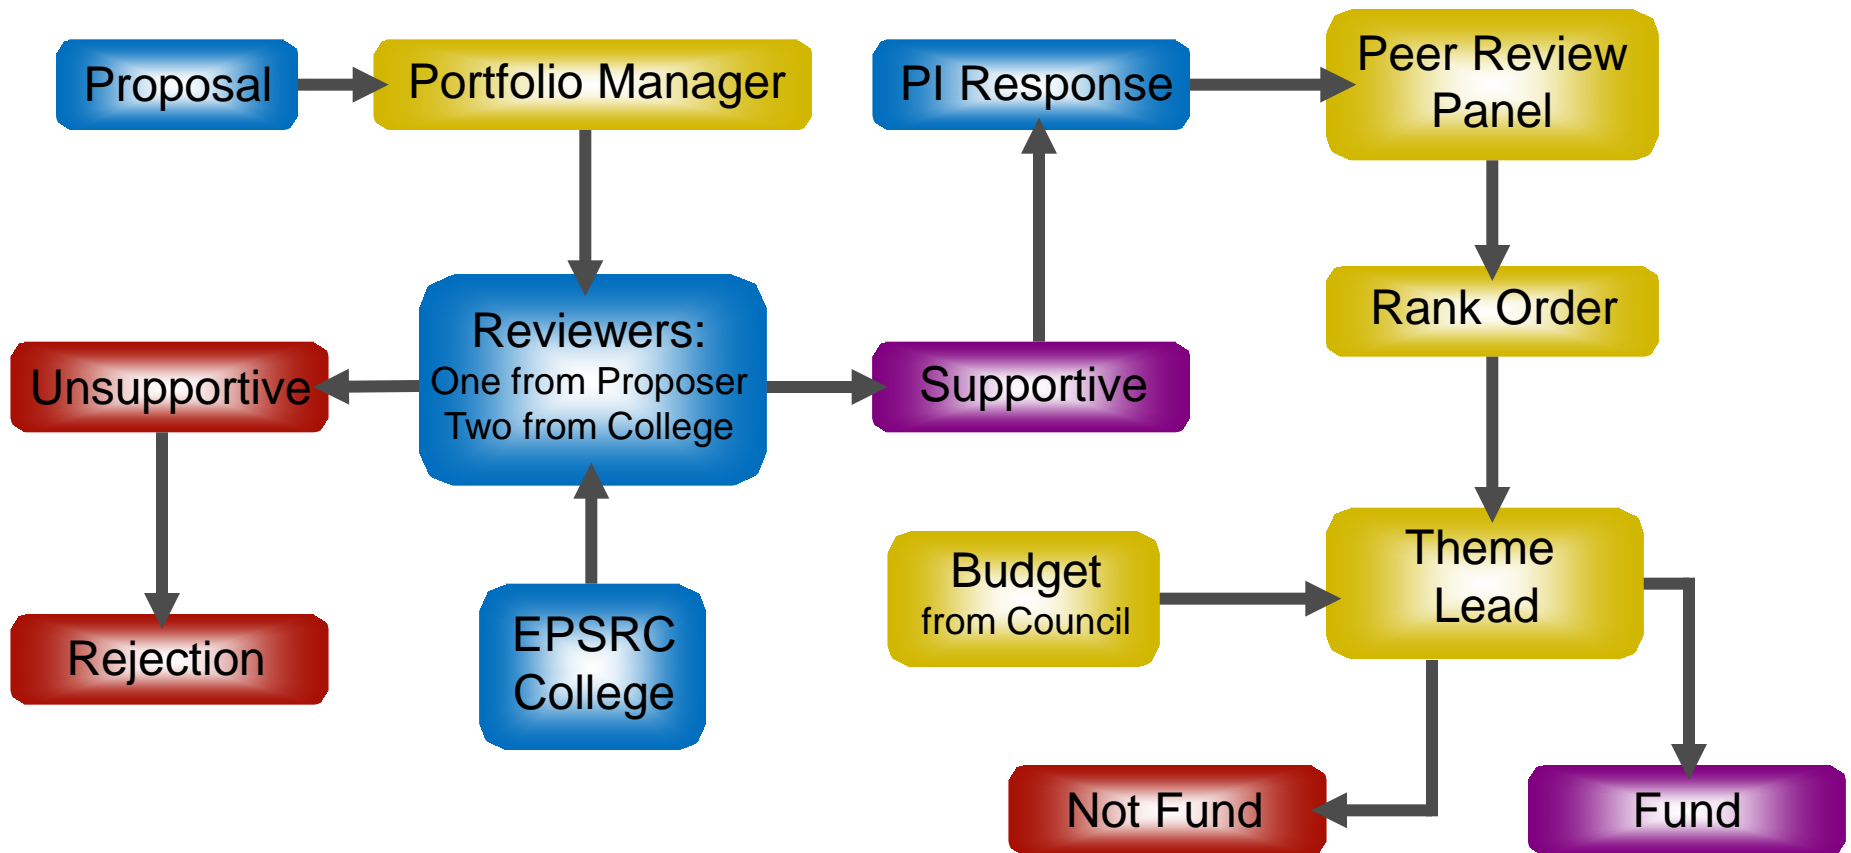 Proposal
Portfolio Manager
PI Response
Peer Review
Panel
Reviewers:
One from Proposer
Two from College
Unsupportive
Supportive
Rank Order
Rejection
EPSRC
College
Budget
from Council
Theme
Lead
Not Fund
Fund